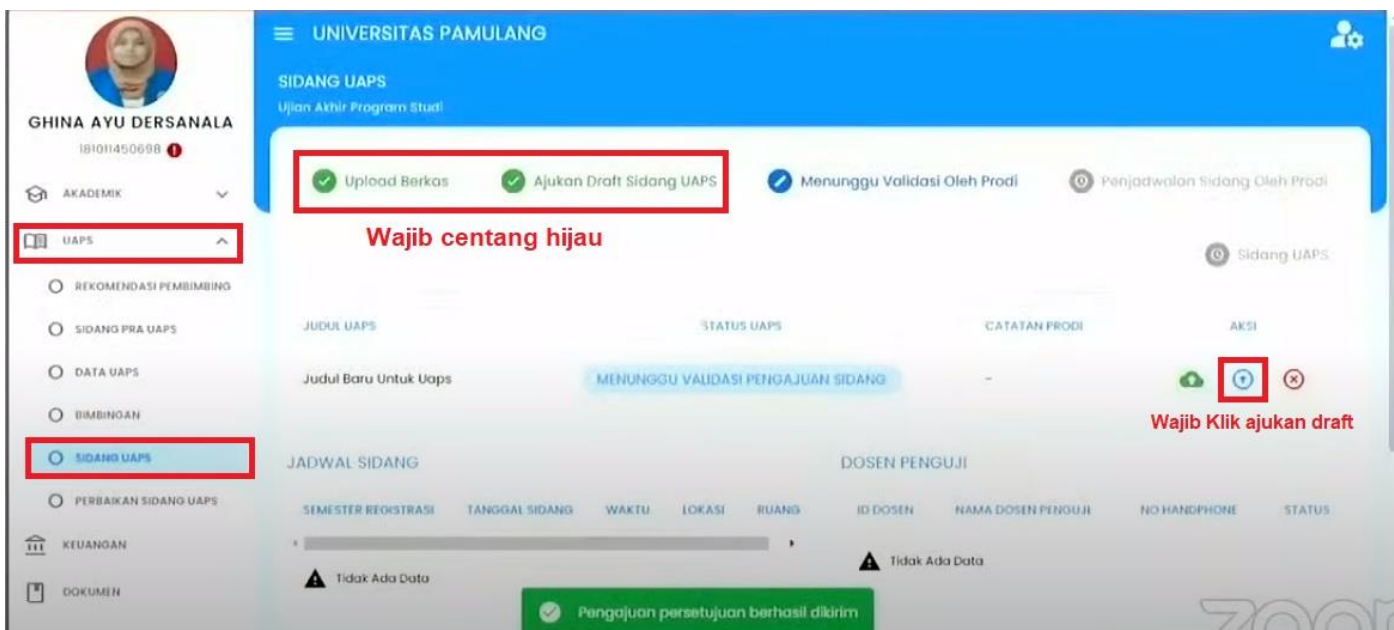 UNIVERSITAS PAMULANG
SIDANG UAPS
Ujian Akhir Program Studi
GHINA AYU DERSANALA
181011450698
AKADEMIK
UAPS
REKOMENDASI PEMBIMBING
SIDANG PRA UAPS
DATA UAPS
BIMBINGAN
SIDANG UAPS
PERBAIKAN SIDANG UAPS
KEUANGAN
DOKUMEN
Upload Berkas Ajukan Draft Sidang UAPS Menunggu Validasi Oleh Prodi Penjadwalan Sidang Oleh Prodi
Wajib centang hijau
Sidang UAPS
JUDUL UAPS STATUS UAPS CATATAN PRODI AKSI
Judul Baru Untuk Uaps MENUNGGU VALIDASI PENGAJUAN SIDANG -
Wajib Klik ajukan draft
JADWAL SIDANG
SEMESTER REGISTRASI TANGGAL SIDANG WAKTU LOKASI RUANG
Tidak Ada Data
DOSEN PENGUJI
ID DOSEN NAMA DOSEN PENGUJI NO HANDPHONE STATUS
Tidak Ada Data
Pengajuan persetujuan berhasil dikirim
zoom